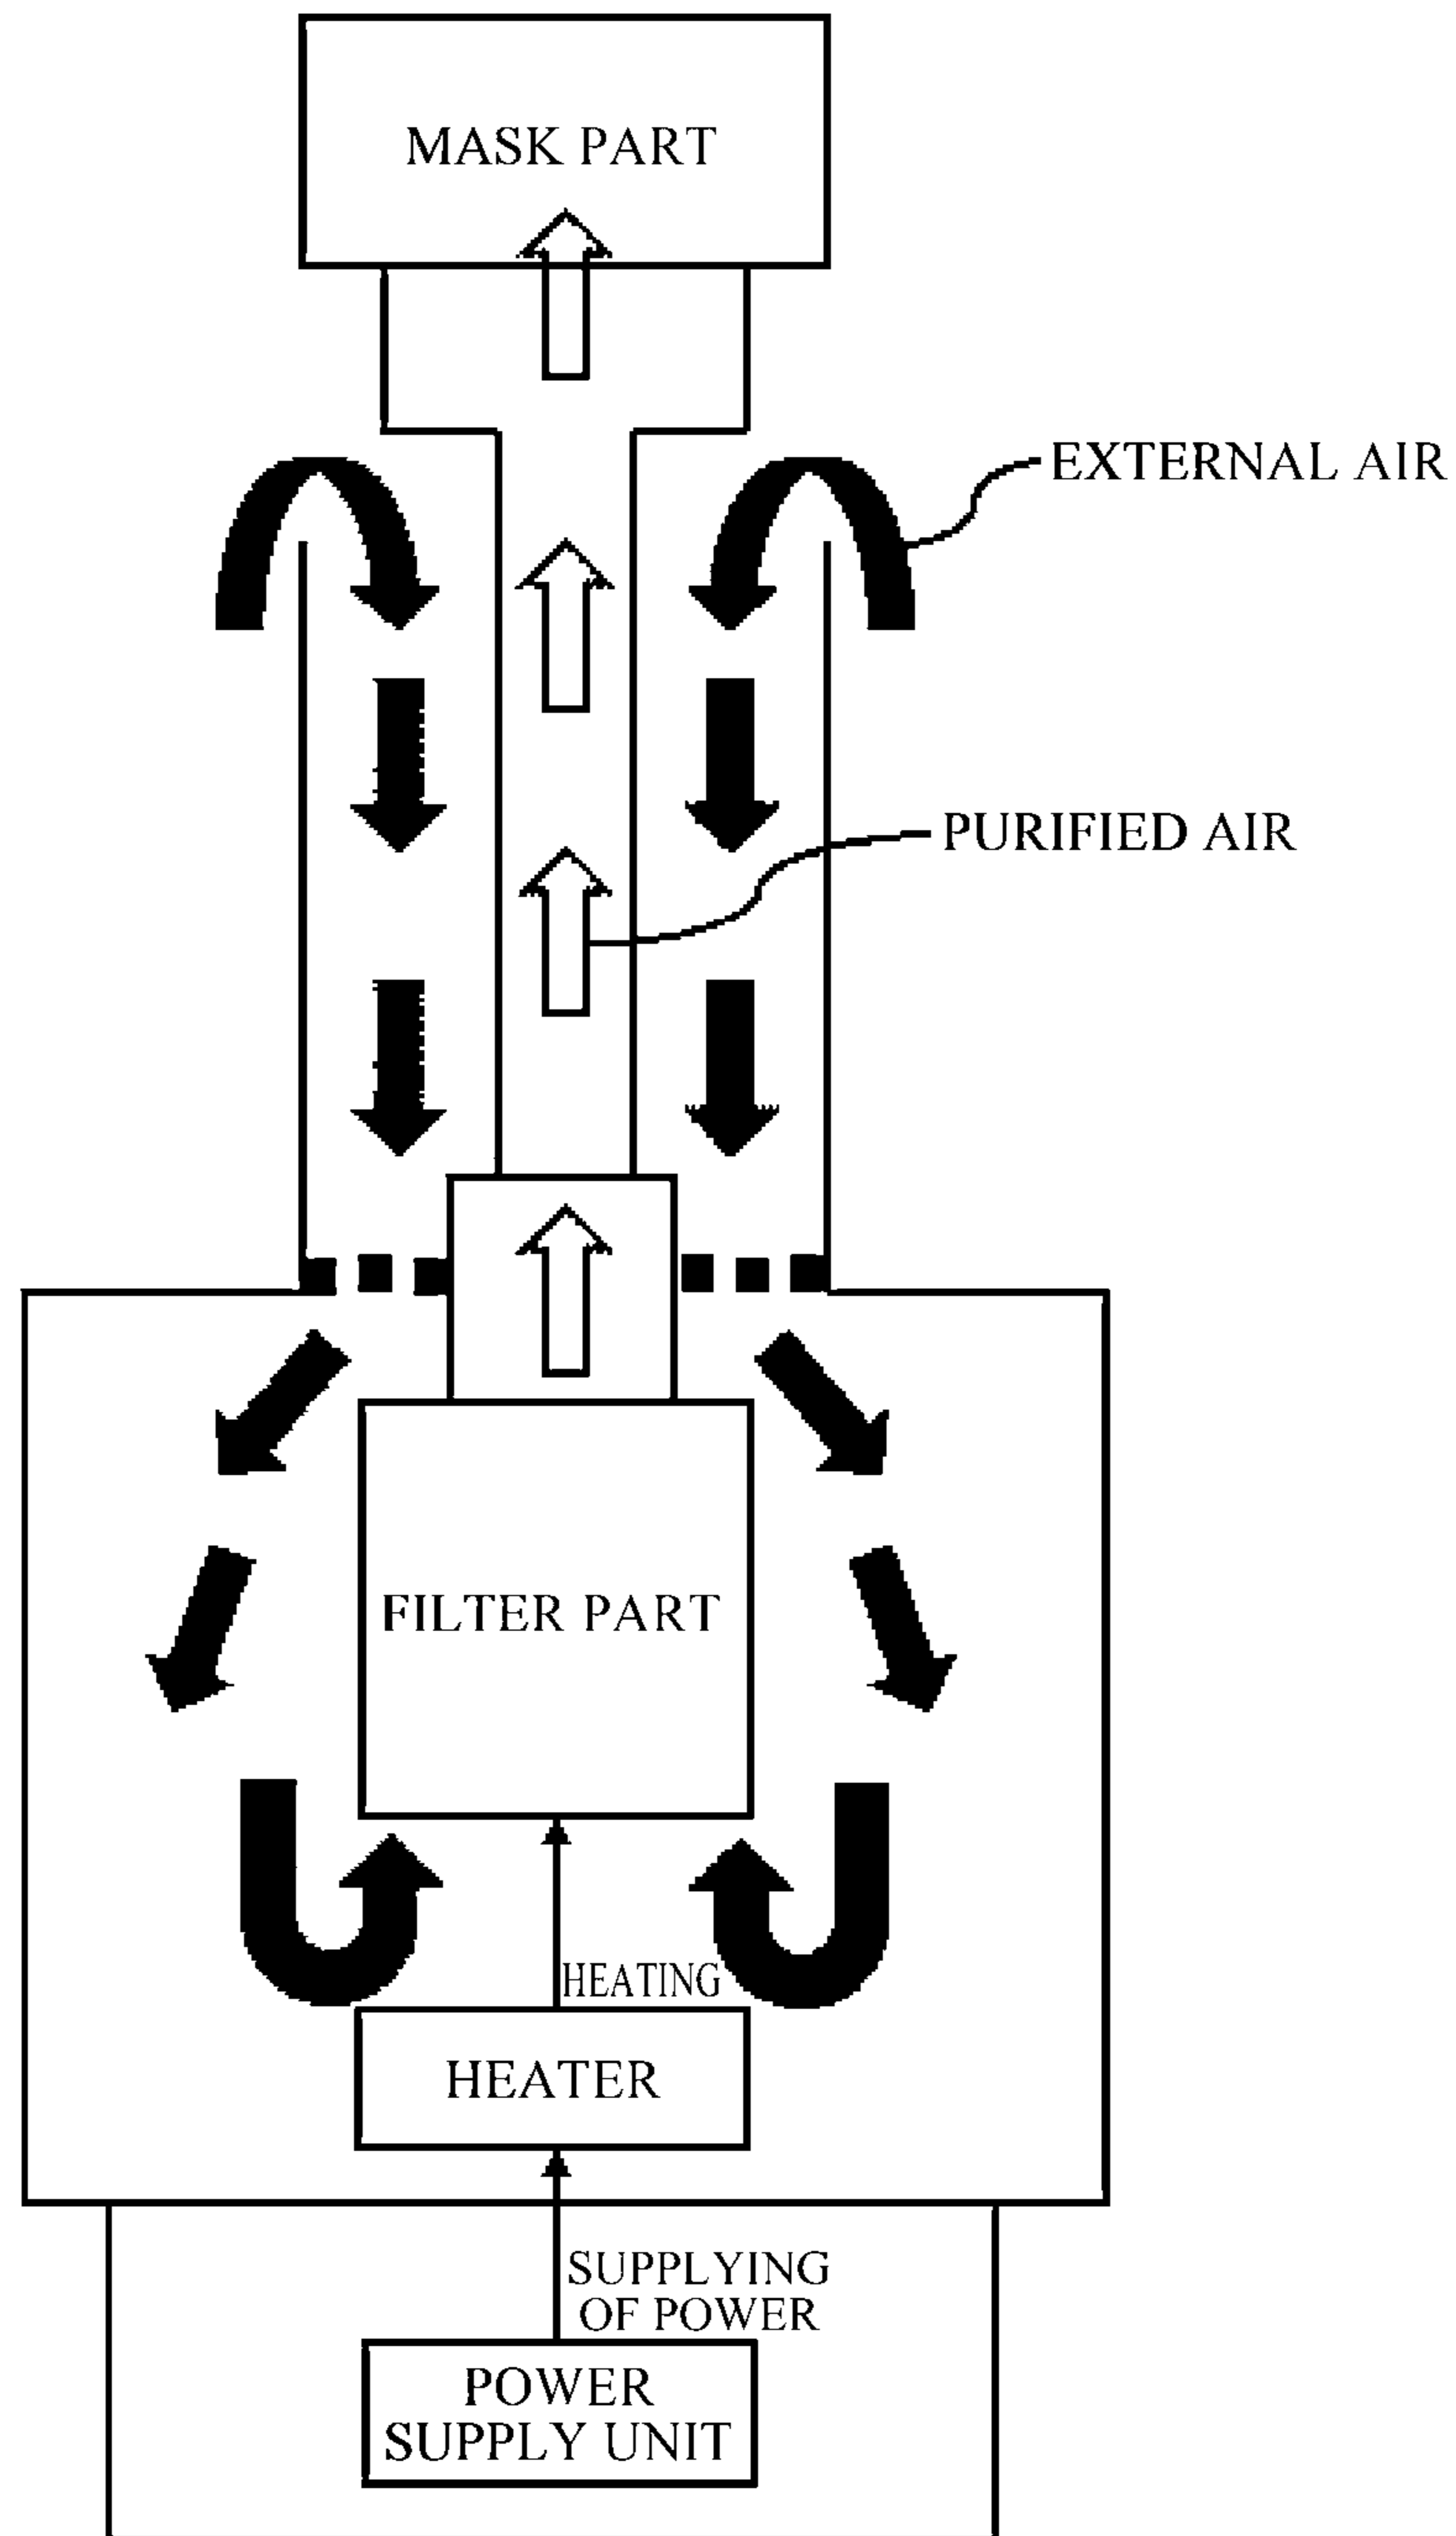 MASK PART
EXTERNAL AIR
PURIFIED AIR
FILTER PART
HEATING
HEATER
SUPPLYING
OF POWER
POWER
SUPPLY UNIT